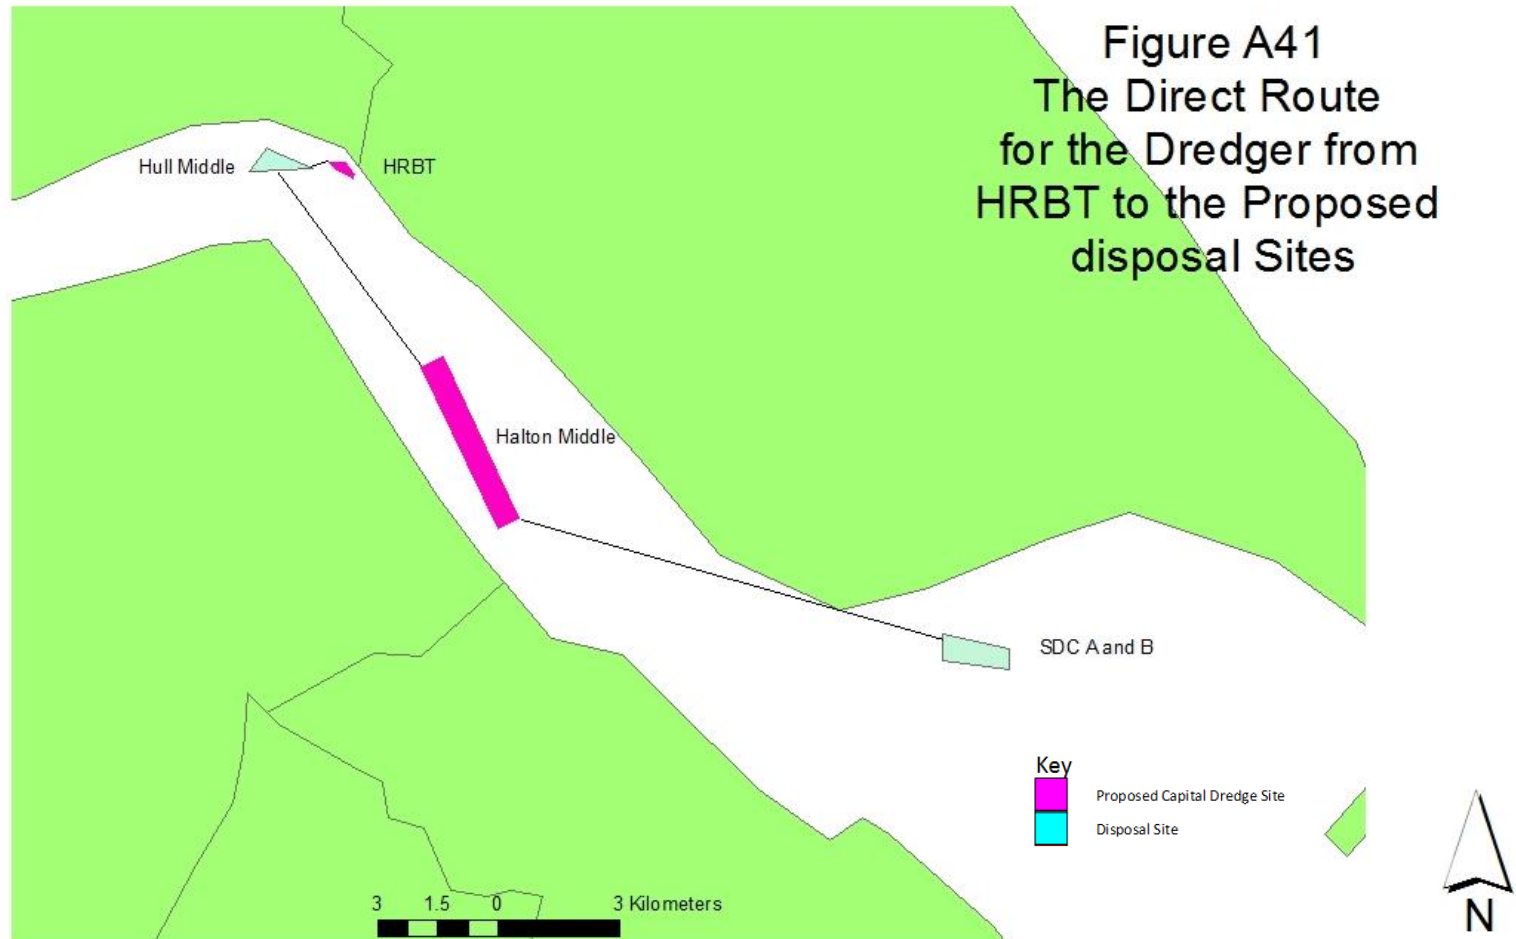 Figure A41
The Direct Route
for the Dredger from
HRBT to the Proposed
disposal Sites
Hull Middle
HRBT
Halton Middle
SDC A and B
Key
Proposed Capital Dredge Site
Disposal Site
3 1.5 0 3 Kilometers
N